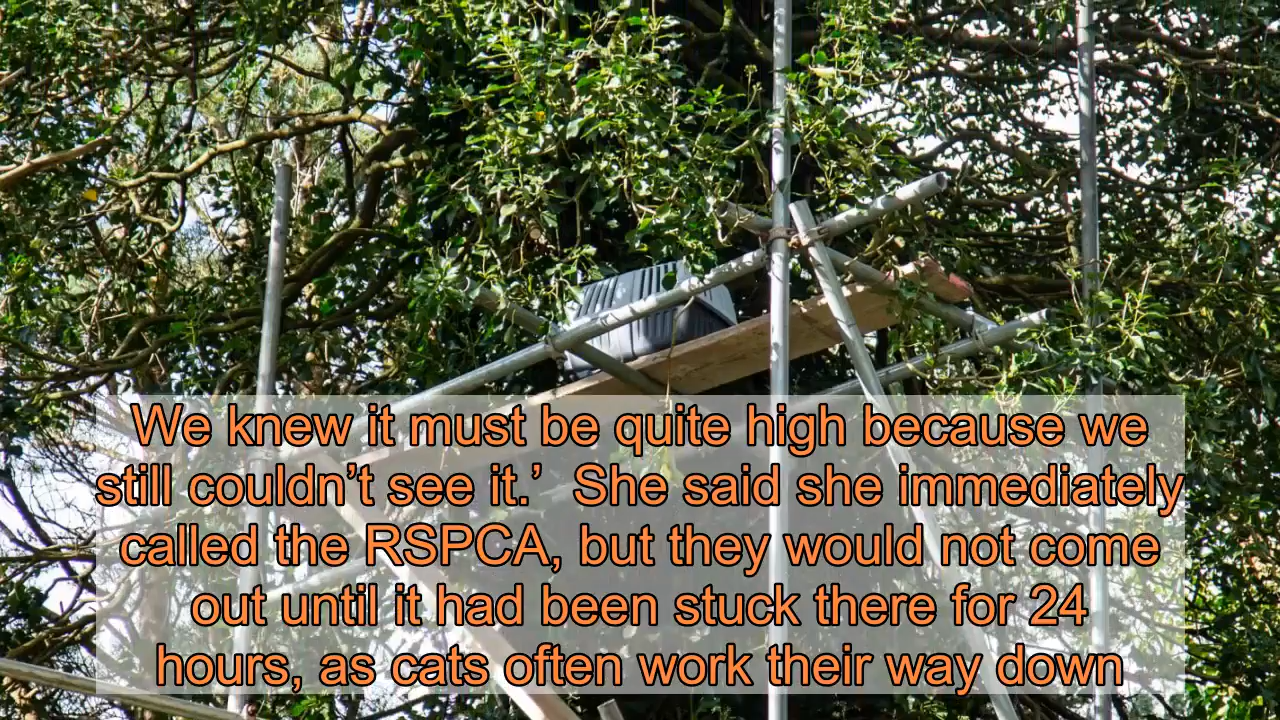 We knew it must be quite high because we
still couldn’t see it.’  She said she immediately
called the RSPCA, but they would not come
out until it had been stuck there for 24
hours, as cats often work their way down